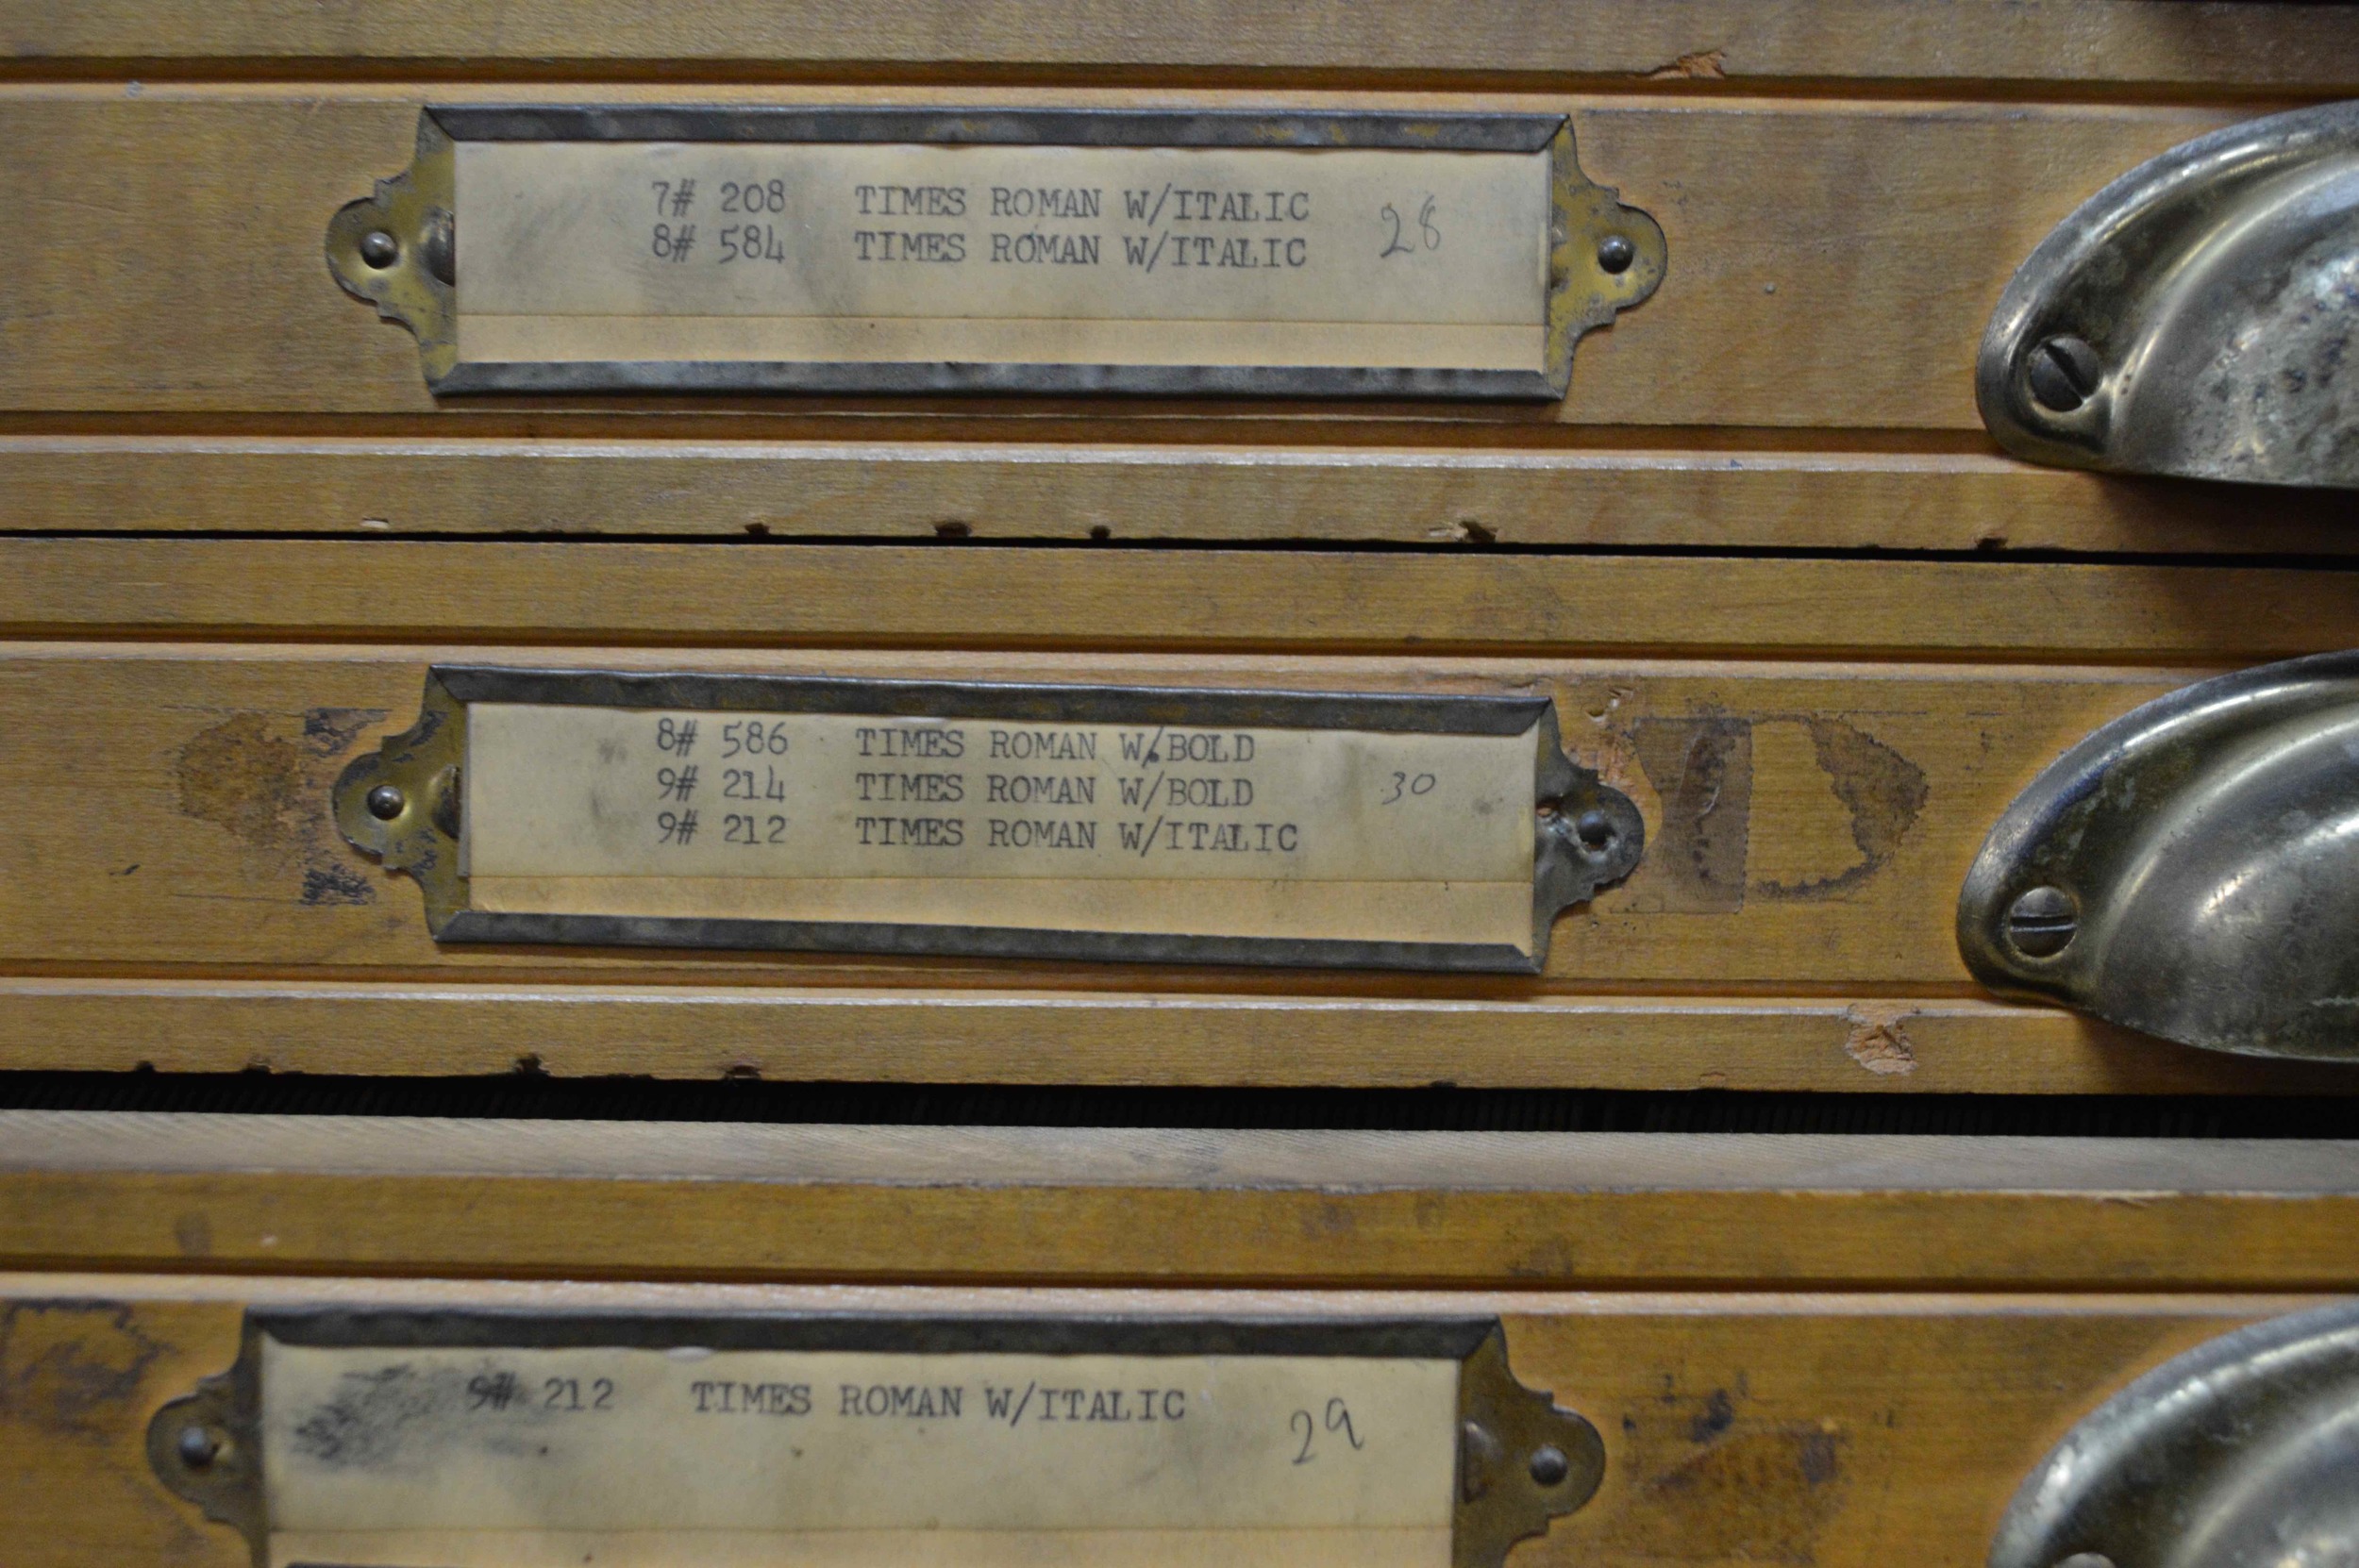 7# 208 TIMES ROMAN W/ITALIC
8# 584 TIMES ROMAN W/ITALIC
28
8# 586 TIMES ROMAN W/BOLD
9# 214 TIMES ROMAN W/BOLD
9# 212 TIMES ROMAN W/ITALIC
30
9# 212 TIMES ROMAN W/ITALIC
29